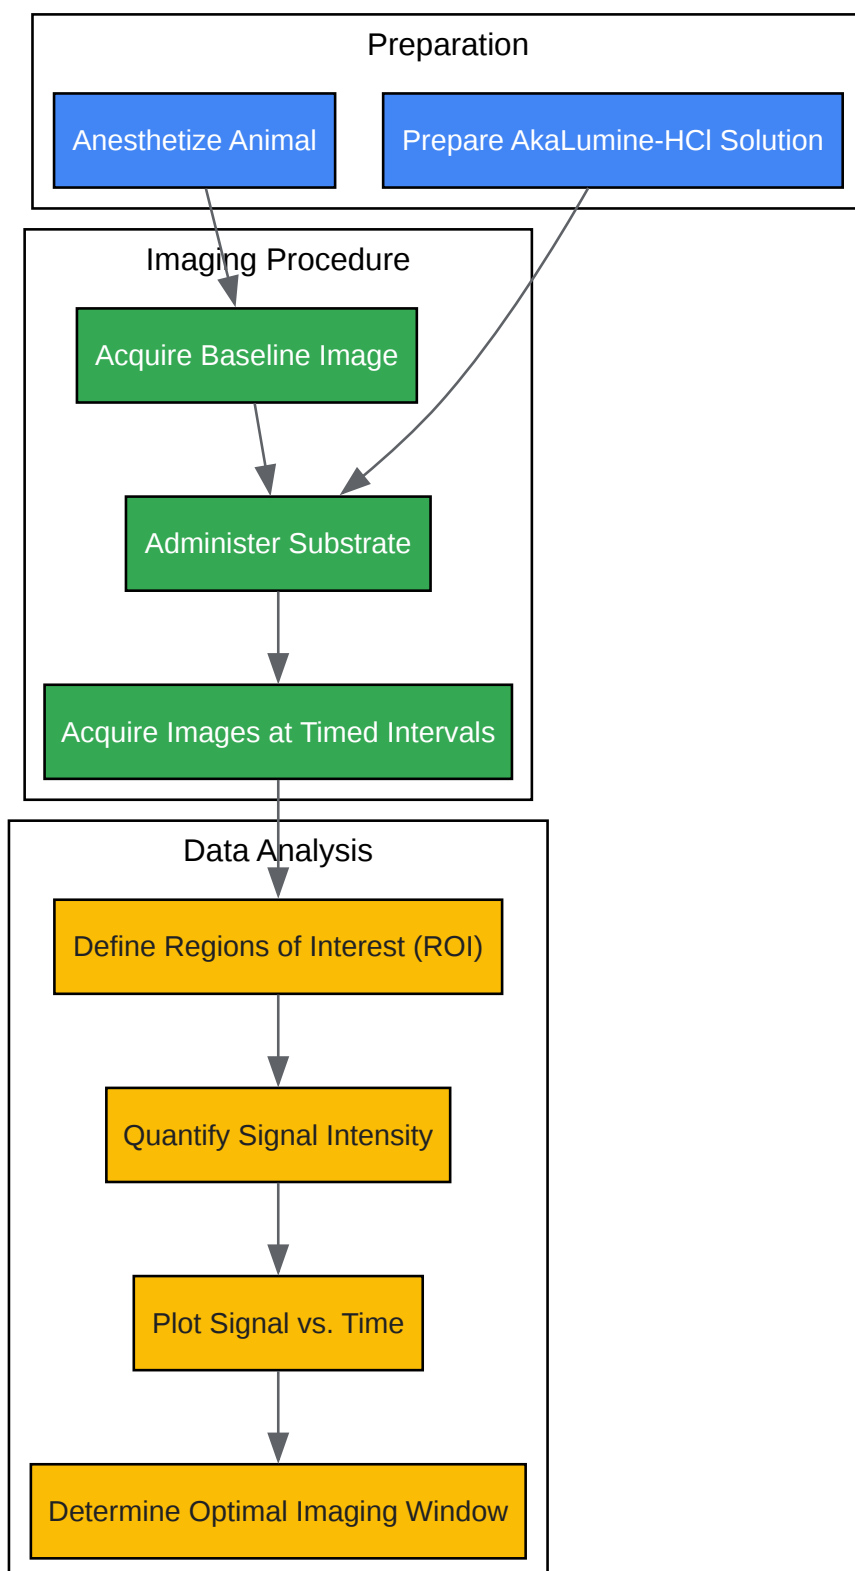 Preparation
Anesthetize Animal
Prepare AkaLumine-HCl Solution
Imaging Procedure
Acquire Baseline Image
Administer Substrate
Acquire Images at Timed Intervals
Data Analysis
Define Regions of Interest (ROI)
Quantify Signal Intensity
Plot Signal vs. Time
Determine Optimal Imaging Window